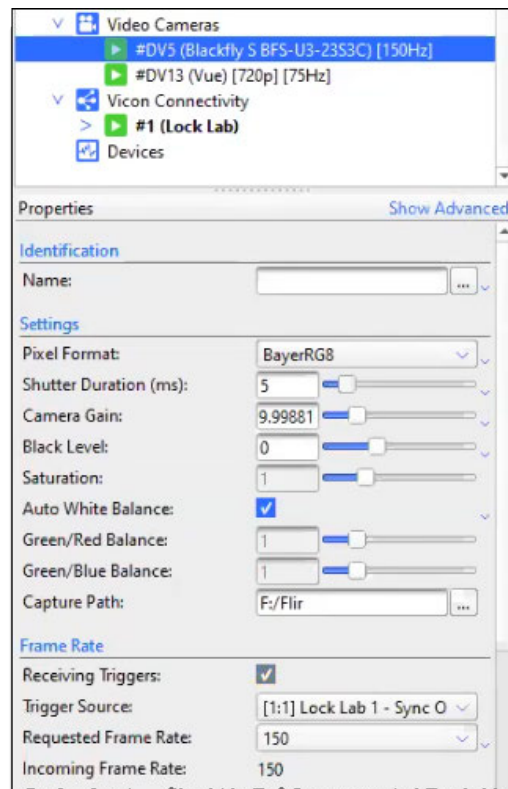 Video Cameras
#DV5 (Blackfly S BFS-U3-23S3C) [150Hz]
#DV13 (Vue) [720p] [75Hz]
Vicon Connectivity
#1 (Lock Lab)
Devices
Properties Show Advanced
Identification
Name: ...
Settings
Pixel Format: BayerRG8
Shutter Duration (ms): 5
Camera Gain: 9.99881
Black Level: 0
Saturation: 1
Auto White Balance:
Green/Red Balance: 1
Green/Blue Balance: 1
Capture Path: F:/Flir ...
Frame Rate
Receiving Triggers:
Trigger Source: [1:1] Lock Lab 1 - Sync O
Requested Frame Rate: 150
Incoming Frame Rate: 150